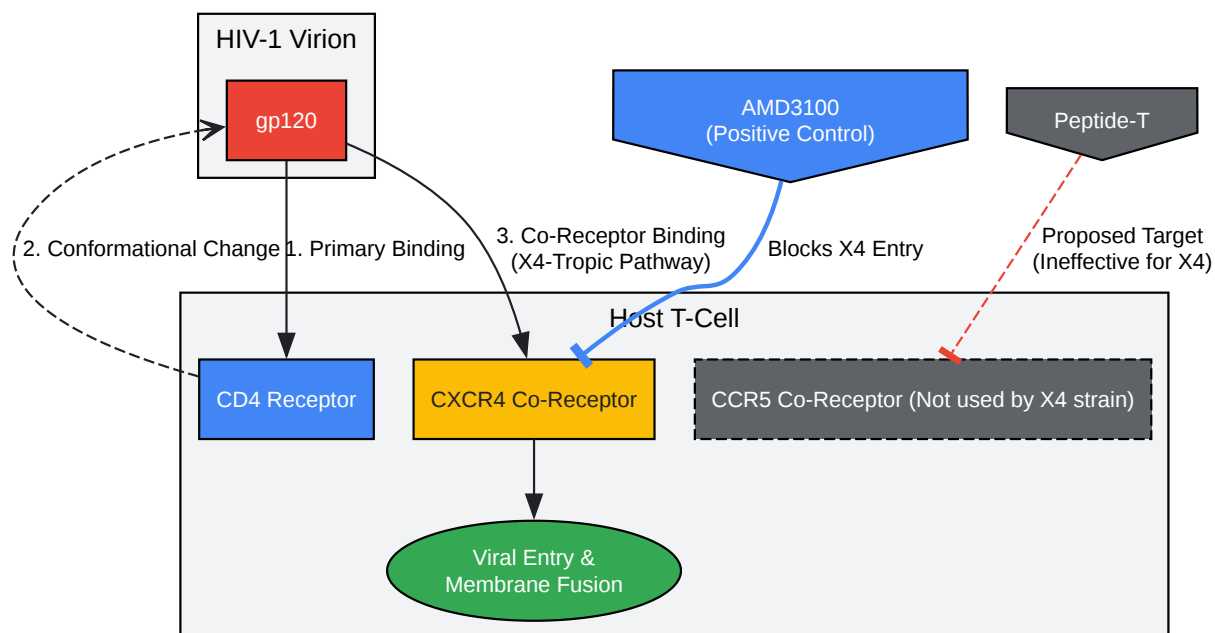 HIV-1 Virion
gp120
AMD3100
(Positive Control)
Peptide-T
2. Conformational Change
1. Primary Binding
3. Co-Receptor Binding
(X4-Tropic Pathway)
Blocks X4 Entry
Proposed Target
(Ineffective for X4)
Host T-Cell
CD4 Receptor
CXCR4 Co-Receptor
CCR5 Co-Receptor (Not used by X4 strain)
Viral Entry &
Membrane Fusion